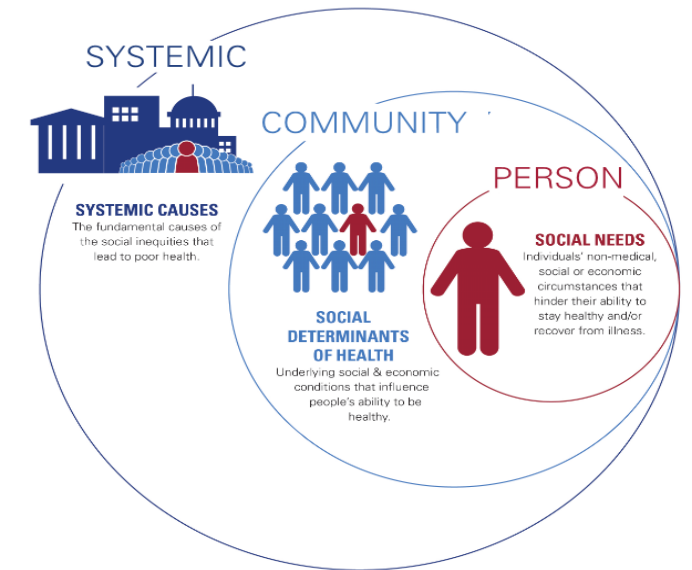 SYSTEMIC
SYSTEMIC CAUSES
The fundamental causes of
the social inequities that
lead to poor health.
COMMUNITY
SOCIAL
DETERMINANTS
OF HEALTH
Underlying social & economic
conditions that influence
people's ability to be
healthy.
PERSON
SOCIAL NEEDS
Individuals' non-medical,
social or economic
circumstances that
hinder their ability to
stay healthy and/or
recover from illness.